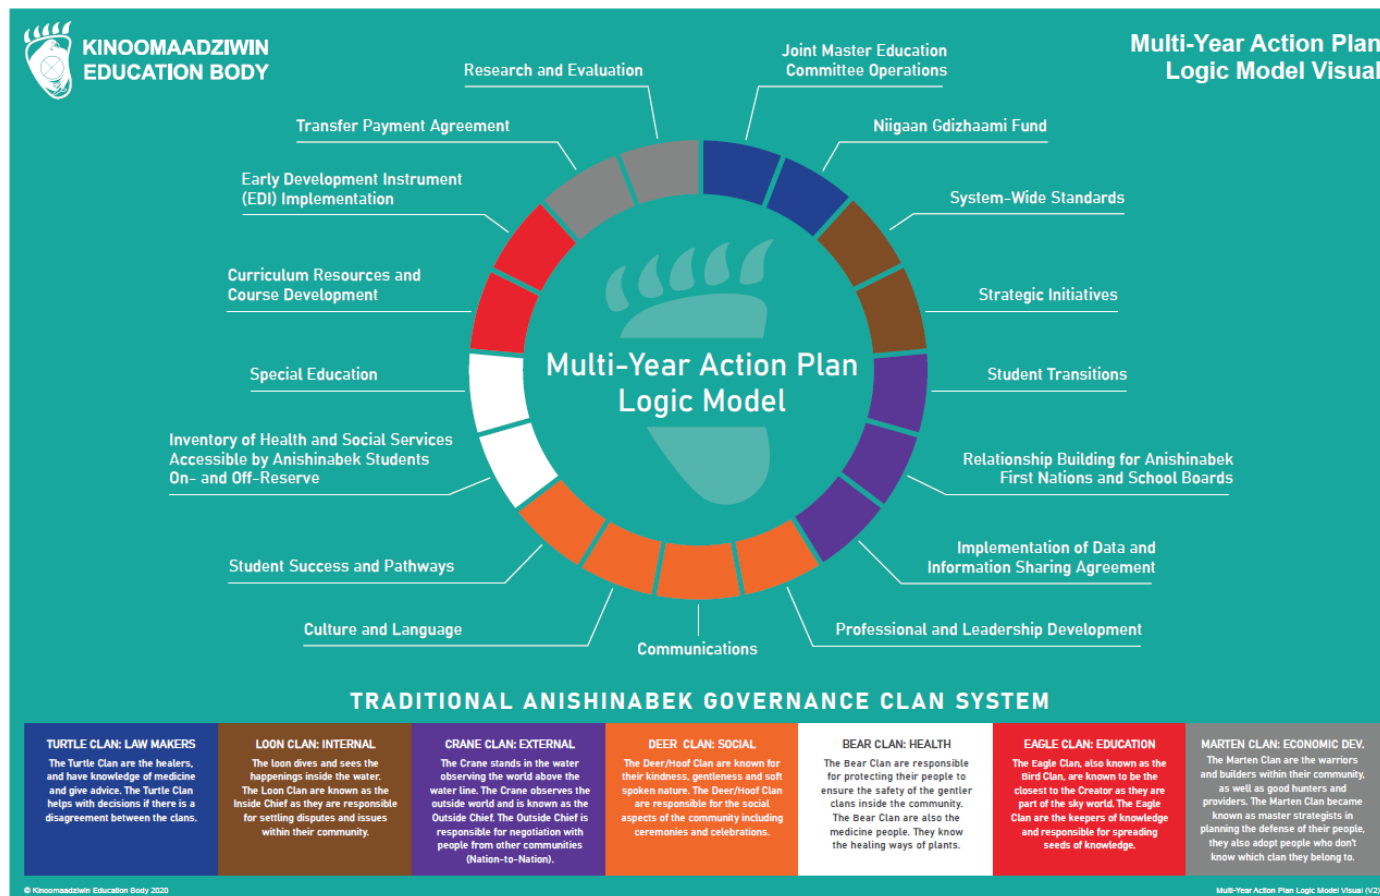 KINOOMAADZIWIN
EDUCATION BODY
Multi-Year Action Plan
Logic Model Visual
Joint Master Education
Committee Operations
Niigaan Gdizhaami Fund
System-Wide Standards
Strategic Initiatives
Student Transitions
Relationship Building for Anishinabek
First Nations and School Boards
Implementation of Data and
Information Sharing Agreement
Professional and Leadership Development
Communications
Culture and Language
Student Success and Pathways
Inventory of Health and Social Services
Accessible by Anishinabek Students
On- and Off-Reserve
Special Education
Curriculum Resources and
Course Development
Early Development Instrument
(EDI) Implementation
Transfer Payment Agreement
Research and Evaluation
Multi-Year Action Plan
Logic Model
TRADITIONAL ANISHINABEK GOVERNANCE CLAN SYSTEM
TURTLE CLAN: LAW MAKERS
The Turtle Clan are the healers,
and have knowledge of medicine
and give advice. The Turtle Clan
helps with decisions if there is a
disagreement between the clans.
LOON CLAN: INTERNAL
The loon dives and sees the
happenings inside the water.
The Loon Clan are known as the
Inside Chief as they are responsible
for settling disputes and issues
within their community.
CRANE CLAN: EXTERNAL
The Crane stands in the water
observing the world above the
water line. The Crane observes the
outside world and is known as the
Outside Chief. The Outside Chief is
responsible for negotiation with
people from other communities
(Nation-to-Nation).
DEER CLAN: SOCIAL
The Deer/Hoof Clan are known for
their kindness, gentleness and soft
spoken nature. The Deer/Hoof Clan
are responsible for the social
aspects of the community including
ceremonies and celebrations.
BEAR CLAN: HEALTH
The Bear Clan are responsible
for protecting their people to
ensure the safety of the gentler
clans inside the community.
The Bear Clan are also the
medicine people. They know
the healing ways of plants.
EAGLE CLAN: EDUCATION
The Eagle Clan, also known as the
Bird Clan, are known to be the
closest to the Creator as they are
part of the sky world. The Eagle
Clan are the keepers of knowledge
and responsible for spreading
seeds of knowledge.
MARTEN CLAN: ECONOMIC DEV.
The Marten Clan are the warriors
and builders within their community,
as well as good hunters and
providers. The Marten Clan became
known as master strategists in
planning the defense of their people,
they also adopt people who don't
know which clan they belong to.
© Kinoomaadziwin Education Body 2020
Multi-Year Action Plan Logic Model Visual (V2)